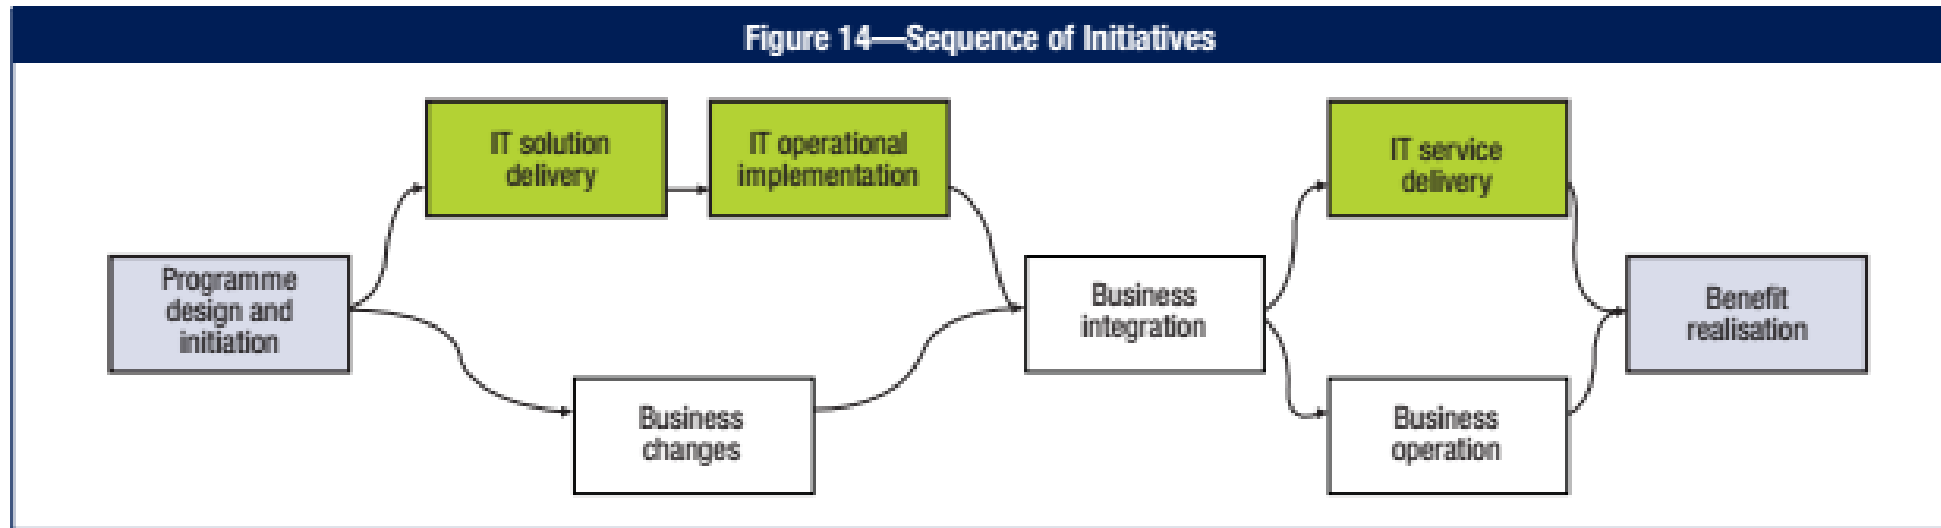 Figure 14—Sequence of Initiatives
IT solution
delivery
IT operational
implementation
IT service
delivery
Programme
design and
initiation
Business
integration
Benefit
realisation
Business
changes
Business
operation